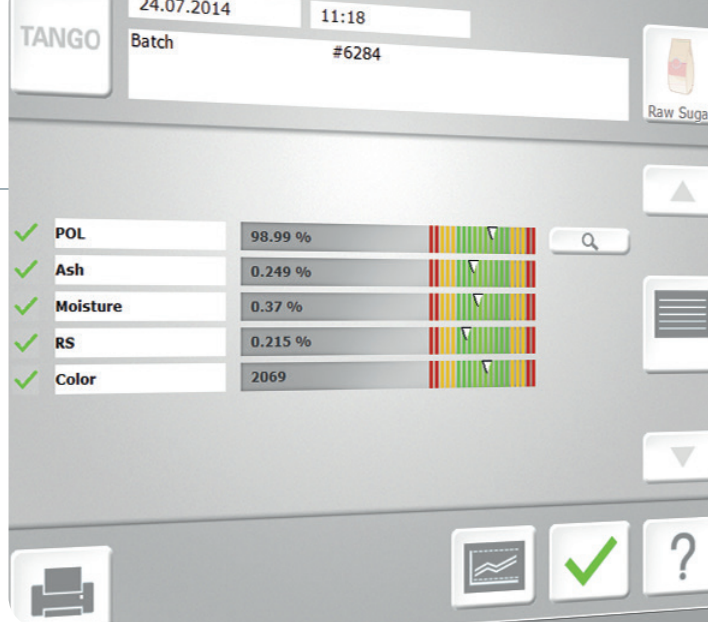 24.07.2014
11:18
TANGO
Batch #6284
Raw Suga
POL 98.99 %
Ash 0.249 %
Moisture 0.37 %
RS 0.215 %
Color 2069
?